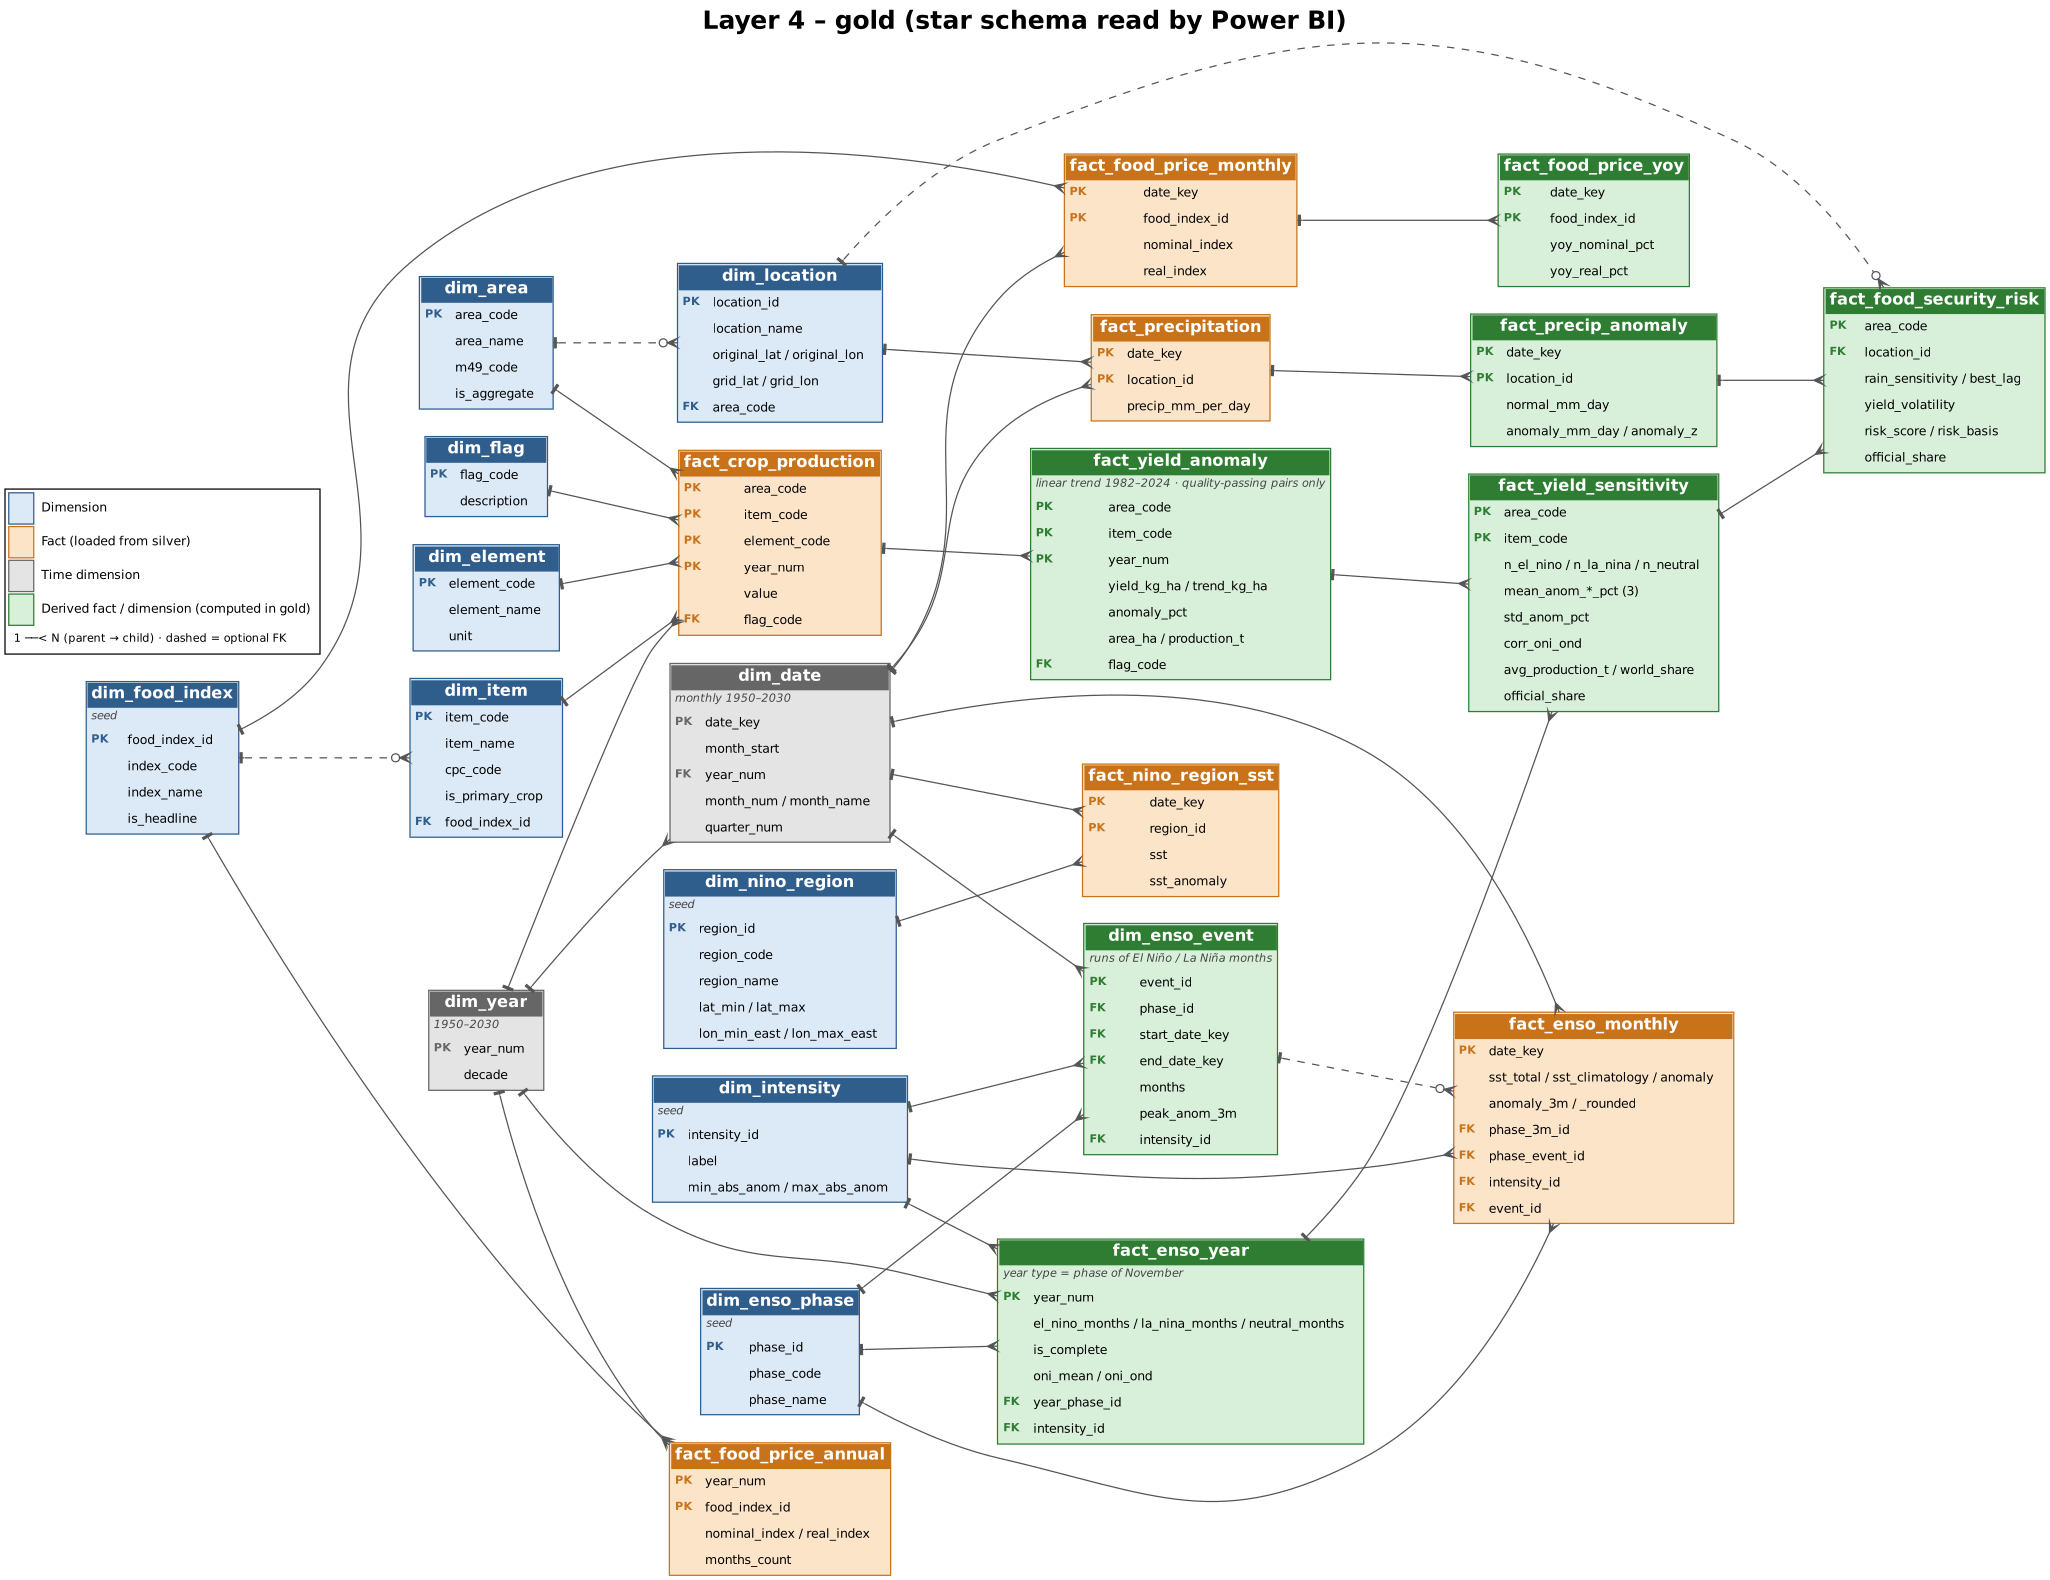 Layer 4 – gold (star schema read by Power BI)
fact_food_price_monthly
PK date_key
PK food_index_id
nominal_index
real_index
fact_food_price_yoy
PK date_key
PK food_index_id
yoy_nominal_pct
yoy_real_pct
dim_area
PK area_code
area_name
m49_code
is_aggregate
dim_location
PK location_id
location_name
original_lat / original_lon
grid_lat / grid_lon
FK area_code
fact_precipitation
PK date_key
PK location_id
precip_mm_per_day
fact_precip_anomaly
PK date_key
PK location_id
normal_mm_day
anomaly_mm_day / anomaly_z
fact_food_security_risk
PK area_code
FK location_id
rain_sensitivity / best_lag
yield_volatility
risk_score / risk_basis
official_share
dim_flag
PK flag_code
description
fact_crop_production
PK area_code
PK item_code
PK element_code
PK year_num
value
FK flag_code
fact_yield_anomaly
linear trend 1982–2024 · quality-passing pairs only
PK area_code
PK item_code
PK year_num
yield_kg_ha / trend_kg_ha
anomaly_pct
area_ha / production_t
FK flag_code
fact_yield_sensitivity
PK area_code
PK item_code
n_el_nino / n_la_nina / n_neutral
mean_anom_*_pct (3)
std_anom_pct
corr_oni_ond
avg_production_t / world_share
official_share
Dimension
Fact (loaded from silver)
Time dimension
Derived fact / dimension (computed in gold)
1 —–< N (parent → child) · dashed = optional FK
dim_element
PK element_code
element_name
unit
dim_food_index
seed
PK food_index_id
index_code
index_name
is_headline
dim_item
PK item_code
item_name
cpc_code
is_primary_crop
FK food_index_id
dim_date
monthly 1950–2030
PK date_key
month_start
FK year_num
month_num / month_name
quarter_num
fact_nino_region_sst
PK date_key
PK region_id
sst
sst_anomaly
dim_nino_region
seed
PK region_id
region_code
region_name
lat_min / lat_max
lon_min_east / lon_max_east
dim_enso_event
runs of El Niño / La Niña months
PK event_id
FK phase_id
FK start_date_key
FK end_date_key
months
peak_anom_3m
FK intensity_id
dim_year
1950–2030
PK year_num
decade
fact_enso_monthly
PK date_key
sst_total / sst_climatology / anomaly
anomaly_3m / _rounded
FK phase_3m_id
FK phase_event_id
FK intensity_id
FK event_id
dim_intensity
seed
PK intensity_id
label
min_abs_anom / max_abs_anom
fact_enso_year
year type = phase of November
PK year_num
el_nino_months / la_nina_months / neutral_months
is_complete
oni_mean / oni_ond
FK year_phase_id
FK intensity_id
dim_enso_phase
seed
PK phase_id
phase_code
phase_name
fact_food_price_annual
PK year_num
PK food_index_id
nominal_index / real_index
months_count